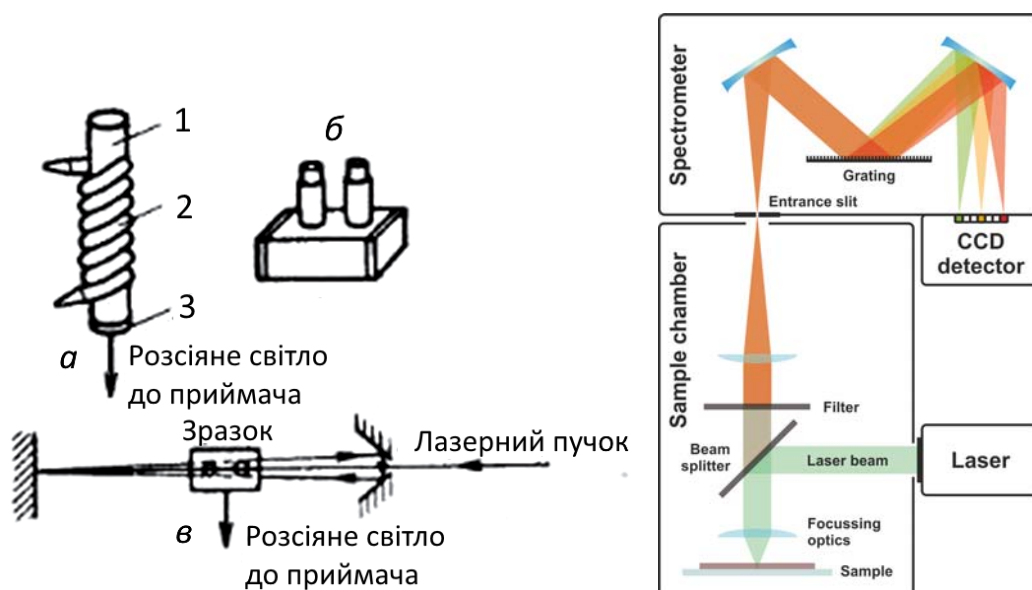 1
2
3
а
Розсіяне світло
до приймача
б
Зразок
Лазерний пучок
в
Розсіяне світло
до приймача
Spectrometer
Grating
Entrance slit
CCD
detector
Sample chamber
Filter
Beam
splitter
Laser beam
Laser
Focussing
optics
Sample